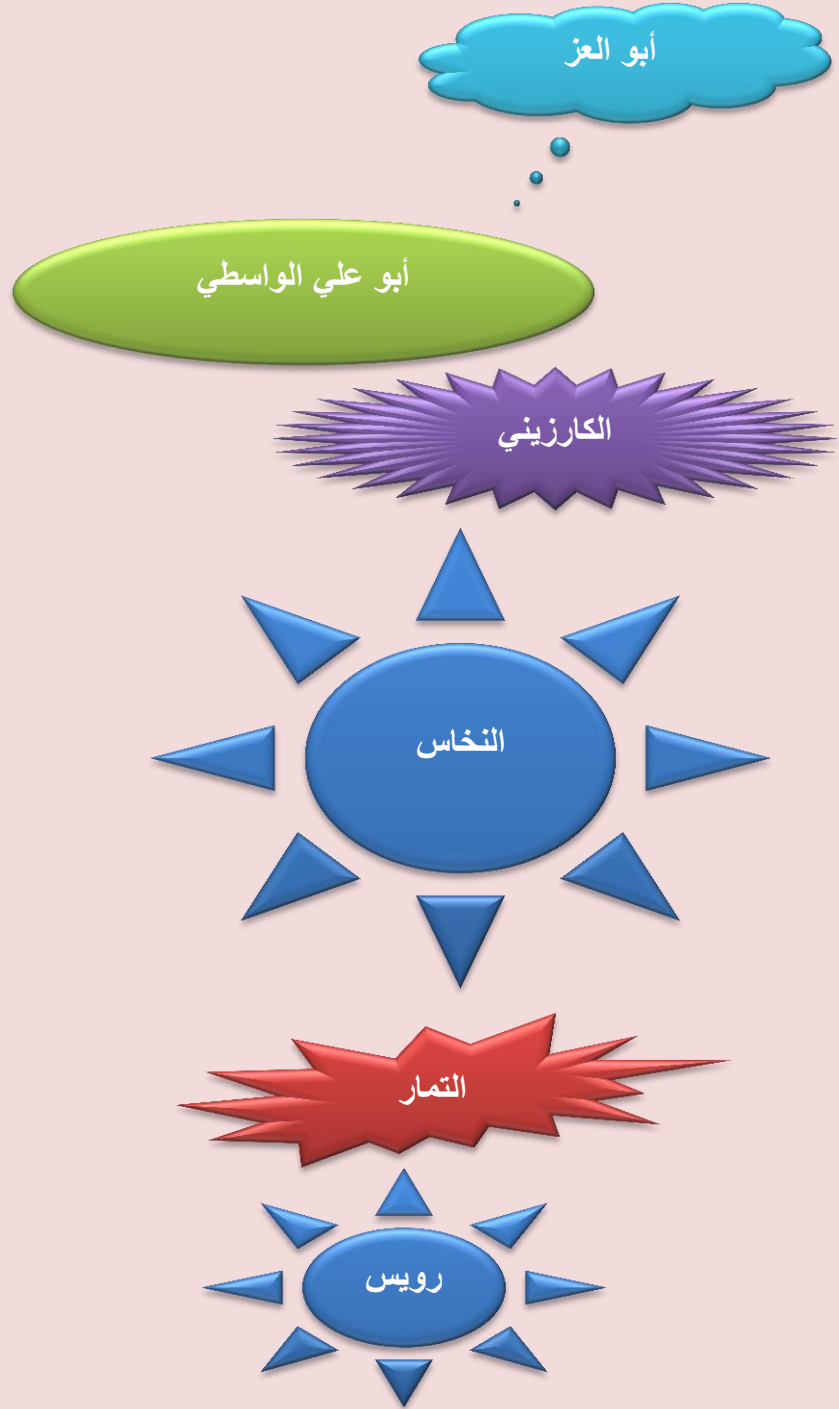 أبو العز
أبو علي الواسطي
الكارزيني
النخاس
التمار
رويس